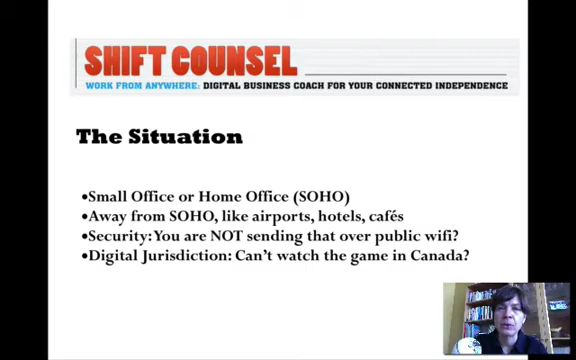 SHIFT COUNSEL
WORK FROM ANYWHERE: DIGITAL BUSINESS COACH FOR YOUR CONNECTED INDEPENDENCE
The Situation
•Small Office or Home Office (SOHO)
•Away from SOHO, like airports, hotels, cafés
•Security: You are NOT sending that over public wifi?
•Digital Jurisdiction: Can't watch the game in Canada?